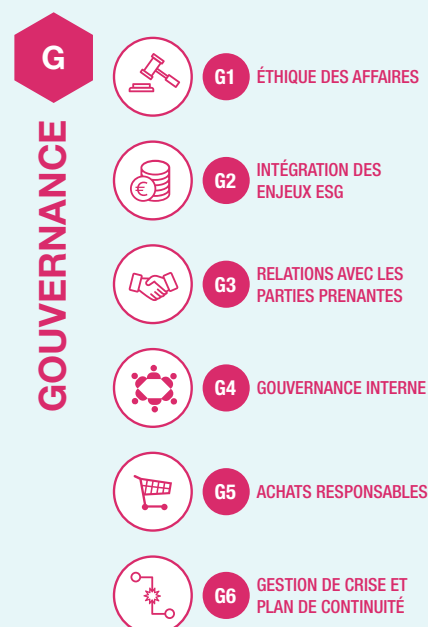 G
GOUVERNANCE
G1 ÉTHIQUE DES AFFAIRES
G2 INTÉGRATION DES
ENJEUX ESG
€
G3 RELATIONS AVEC LES
PARTIES PRENANTES
G4 GOUVERNANCE INTERNE
G5 ACHATS RESPONSABLES
G6 GESTION DE CRISE ET
PLAN DE CONTINUITÉ